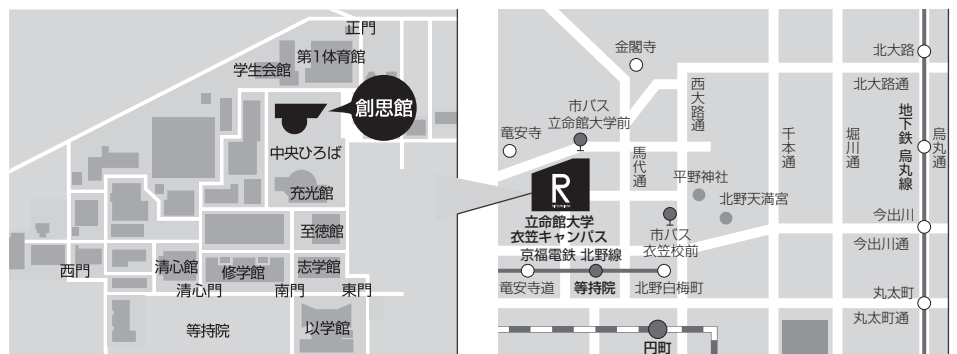 正門
第1体育館
学生会館
創思館
中央ひろば
充光館
至徳館
西門
清心館
修学館
志学館
清心門
南門
東門
等持院
以学館
金閣寺
北大路
北大路通
西大路通
市バス
立命館大学前
竜安寺
馬代通
千本通
堀川通
地下鉄 烏丸線
烏丸通
平野神社
北野天満宮
R
立命館大学
衣笠キャンパス
市バス
衣笠校前
今出川
今出川通
京福電鉄 北野線
竜安寺道
等持院
北野白梅町
丸太町
丸太町通
円町